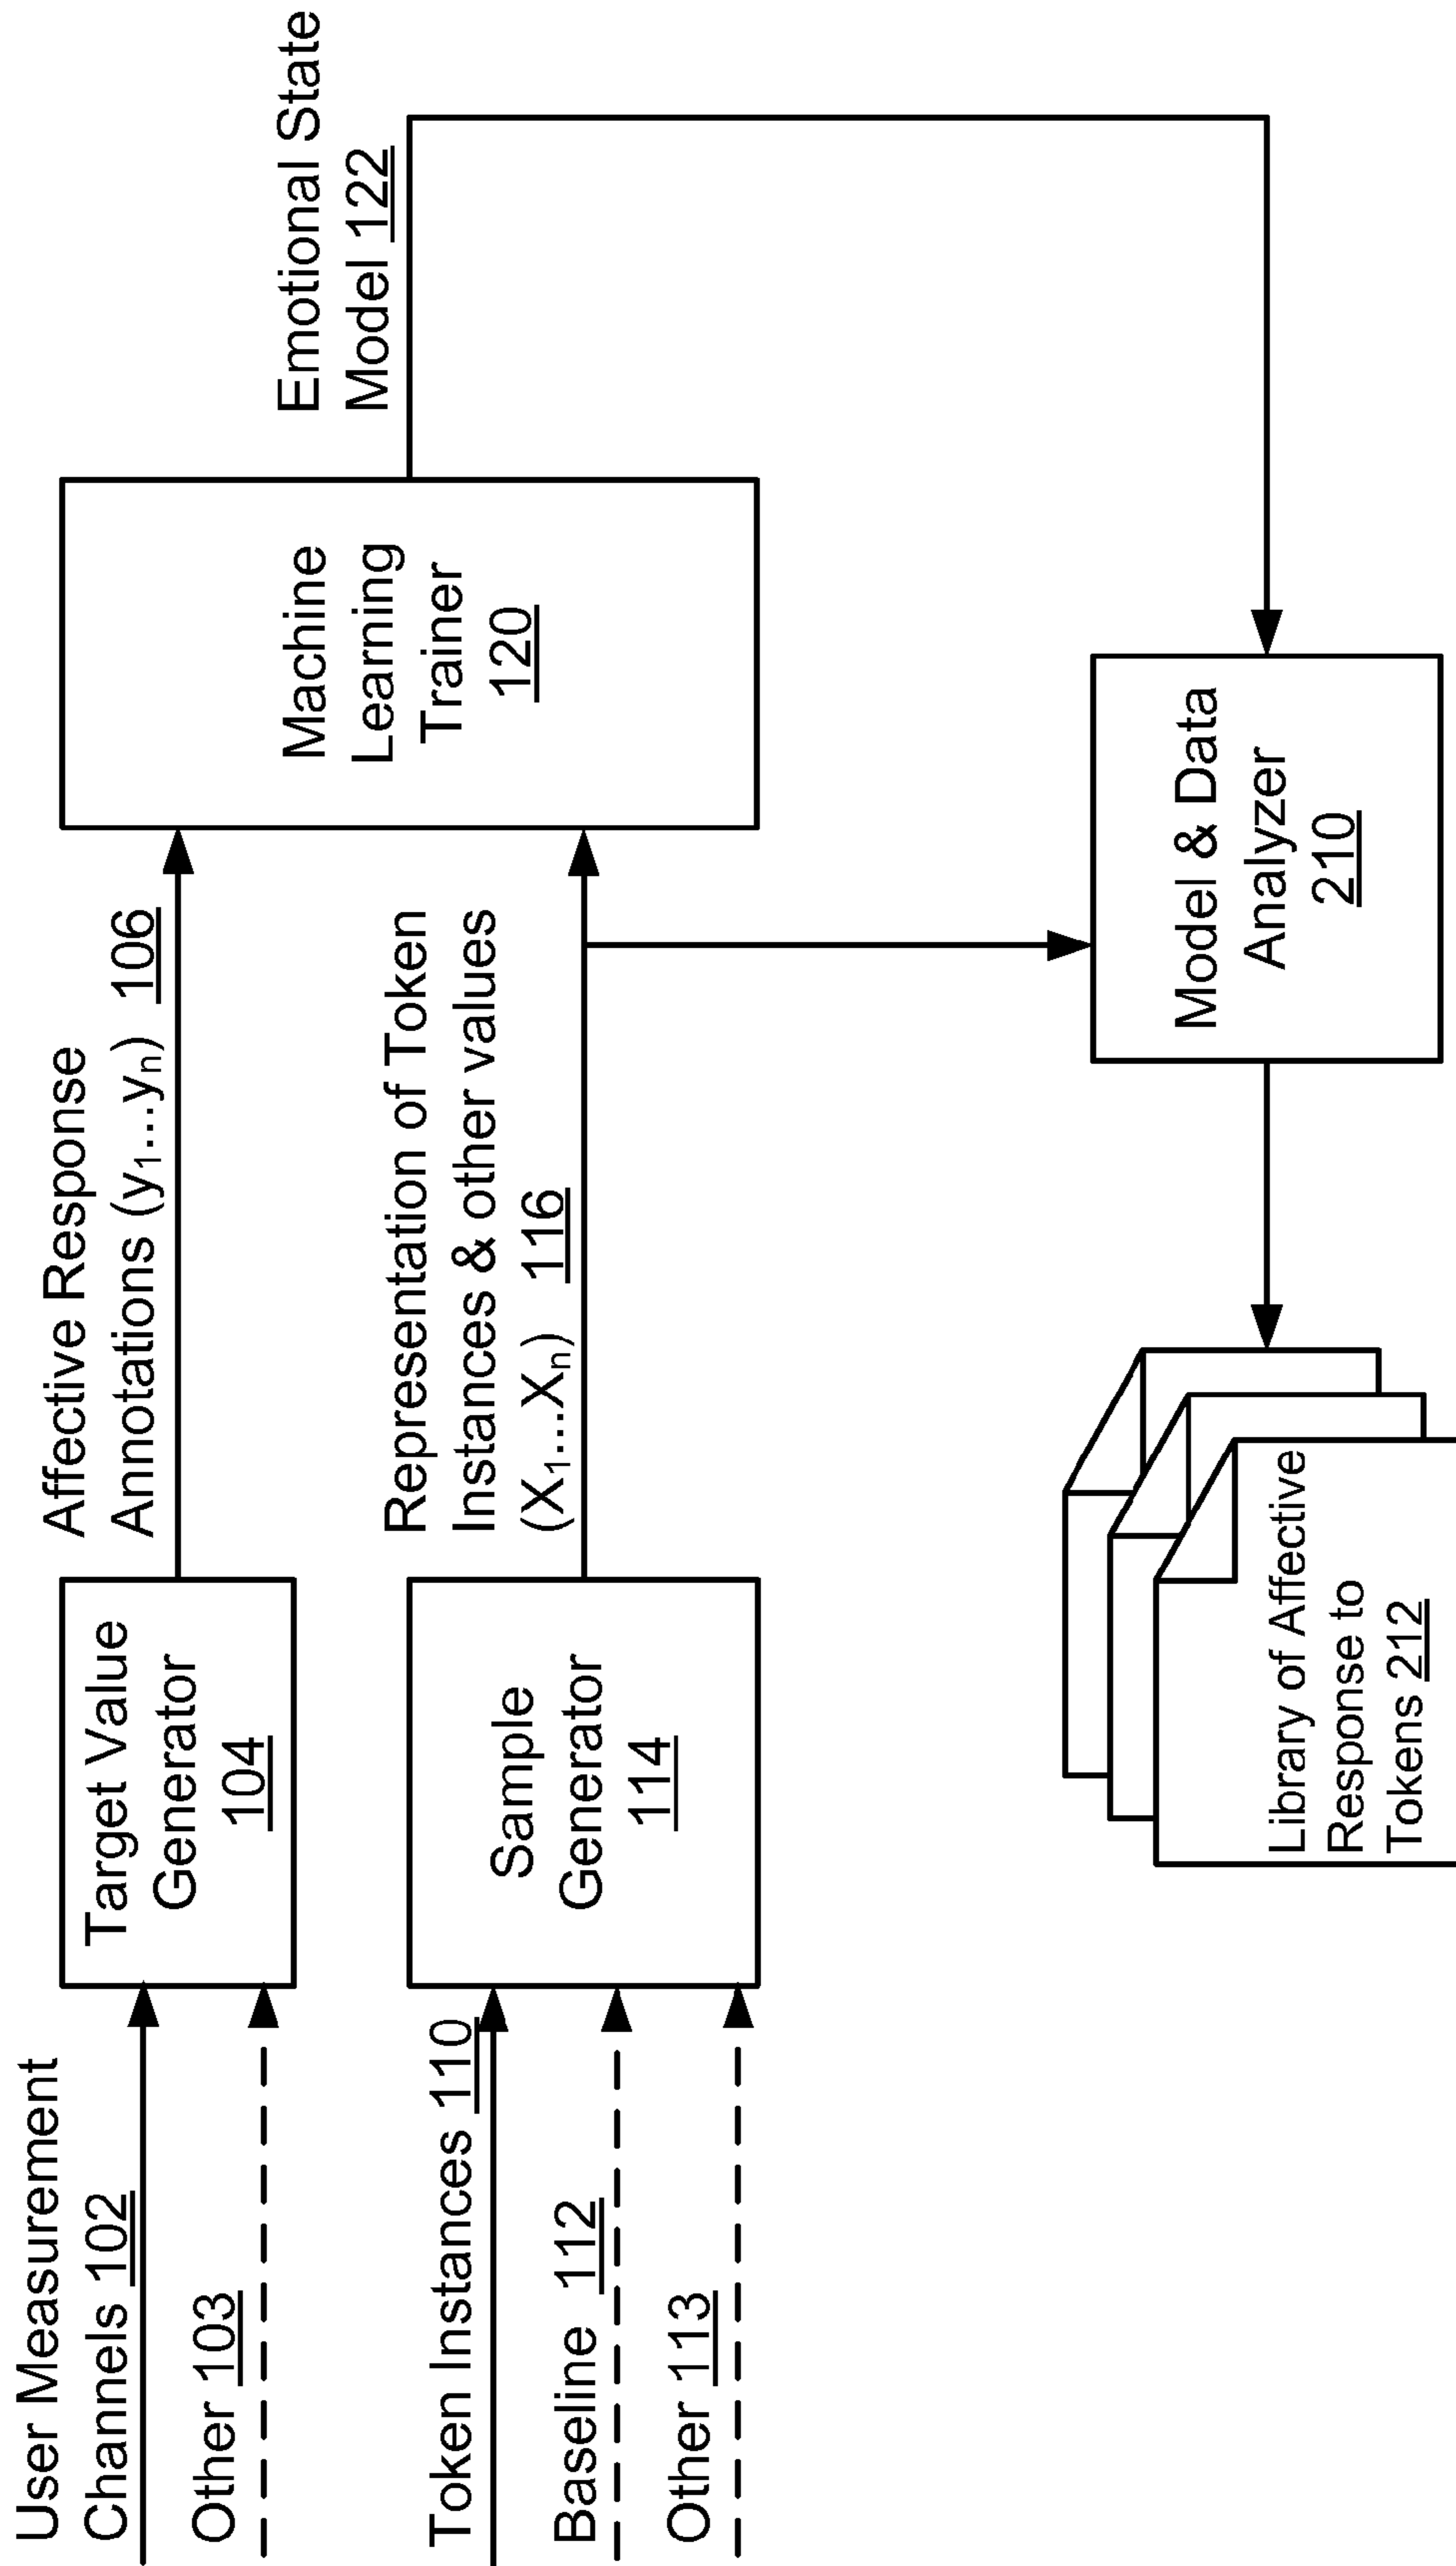 User Measurement
Channels 102
Other 103
Target Value
Generator
104
Affective Response
Annotations (y₁...yₙ) 106
Token Instances 110
Baseline 112
Other 113
Sample
Generator
114
Representation of Token
Instances & other values
(X₁...Xₙ) 116
Machine
Learning
Trainer
120
Emotional State
Model 122
Model & Data
Analyzer
210
Library of Affective
Response to
Tokens 212